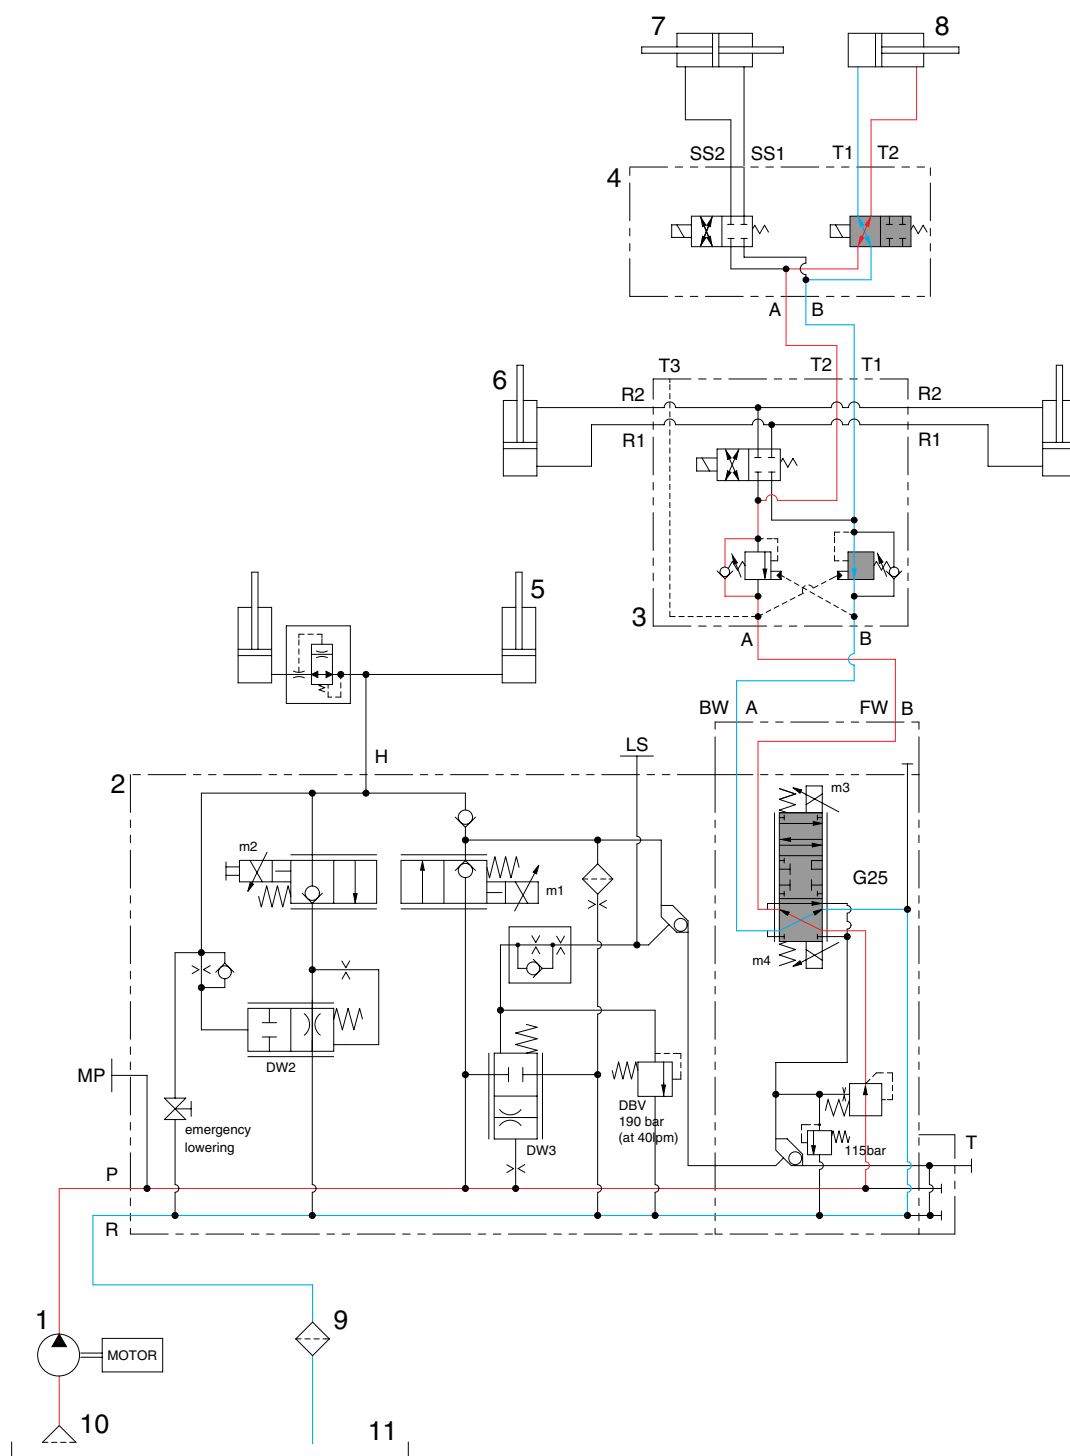 7 8
SS2 SS1 T1 T2
4
A B
T3 T2 T1
6
R2 R2
R1 R1
5
3
A B
BW A FW B
LS
H
2
m3
m2
G25
m1
m4
DW2
MP
DBV
190 bar
(at 40lpm)
emergency
lowering
DW3
115bar
T
P
R
1
9
MOTOR
10
11